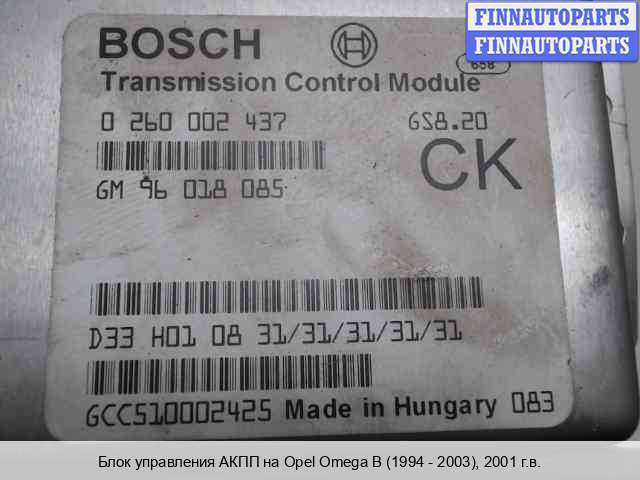 FINNAUTOPARTS
FINNAUTOPARTS
BOSCH
658
Transmission Control Module
0 260 002 437 GS8.20
CK
GM 96 018 085
D33 H01 08 31/31/31/31/31
GCC510002425 Made in Hungary 083
Блок управления АКПП на Opel Omega B (1994 - 2003), 2001 г.в.